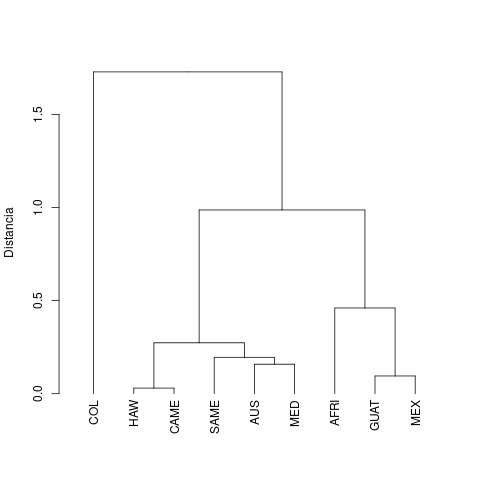 Distancia
1.5
1.0
0.5
0.0
COL
HAW
CAME
SAME
AUS
MED
AFRI
GUAT
MEX